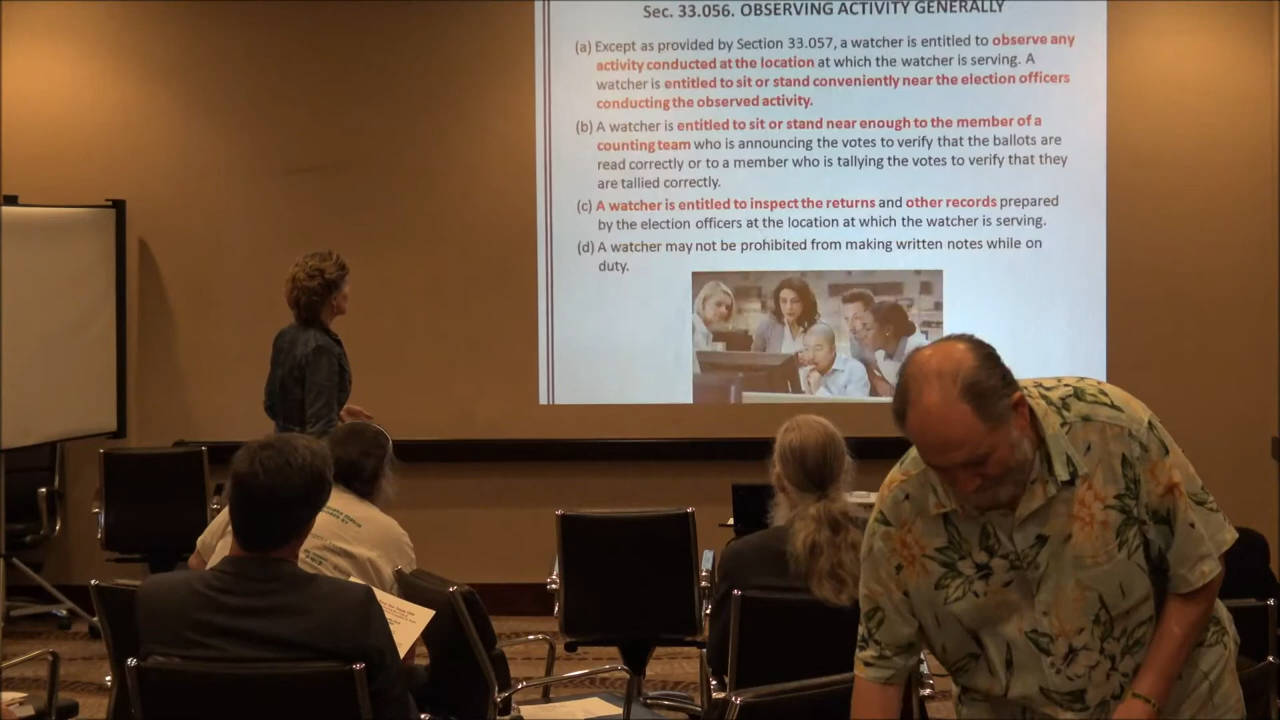 Sec. 33.056. OBSERVING ACTIVITY GENERALLY
(a) Except as provided by Section 33.057, a watcher is entitled to observe any
activity conducted at the location at which the watcher is serving. A
watcher is entitled to sit or stand conveniently near the election officers
conducting the observed activity.
(b) A watcher is entitled to sit or stand near enough to the member of a
counting team who is announcing the votes to verify that the ballots are
read correctly or to a member who is tallying the votes to verify that they
are tallied correctly.
(c) A watcher is entitled to inspect the returns and other records prepared
by the election officers at the location at which the watcher is serving.
(d) A watcher may not be prohibited from making written notes while on
duty.